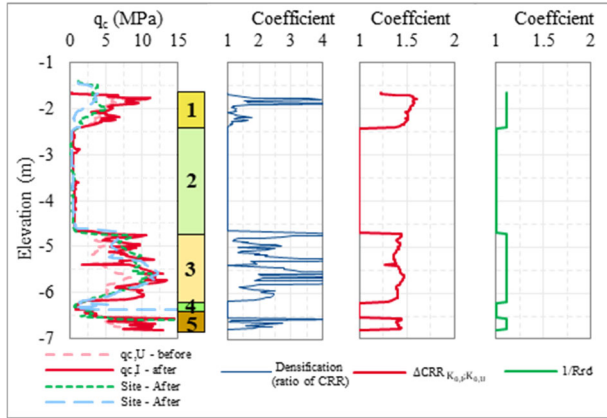 qc (MPa) Coefficient Coeffcient Coeffcient
0 5 10 15 1 2 3 4 1 1.5 2 1 1.5 2
-1
-2
-3
-4
-5
-6
-7
Elevation (m)
1
2
3
4
5
qc,U - before
qc,I - after
Site - After
Site - After
Densification
(ratio of CRR)
ΔCRR K0,I;K0,U
1/Rrd